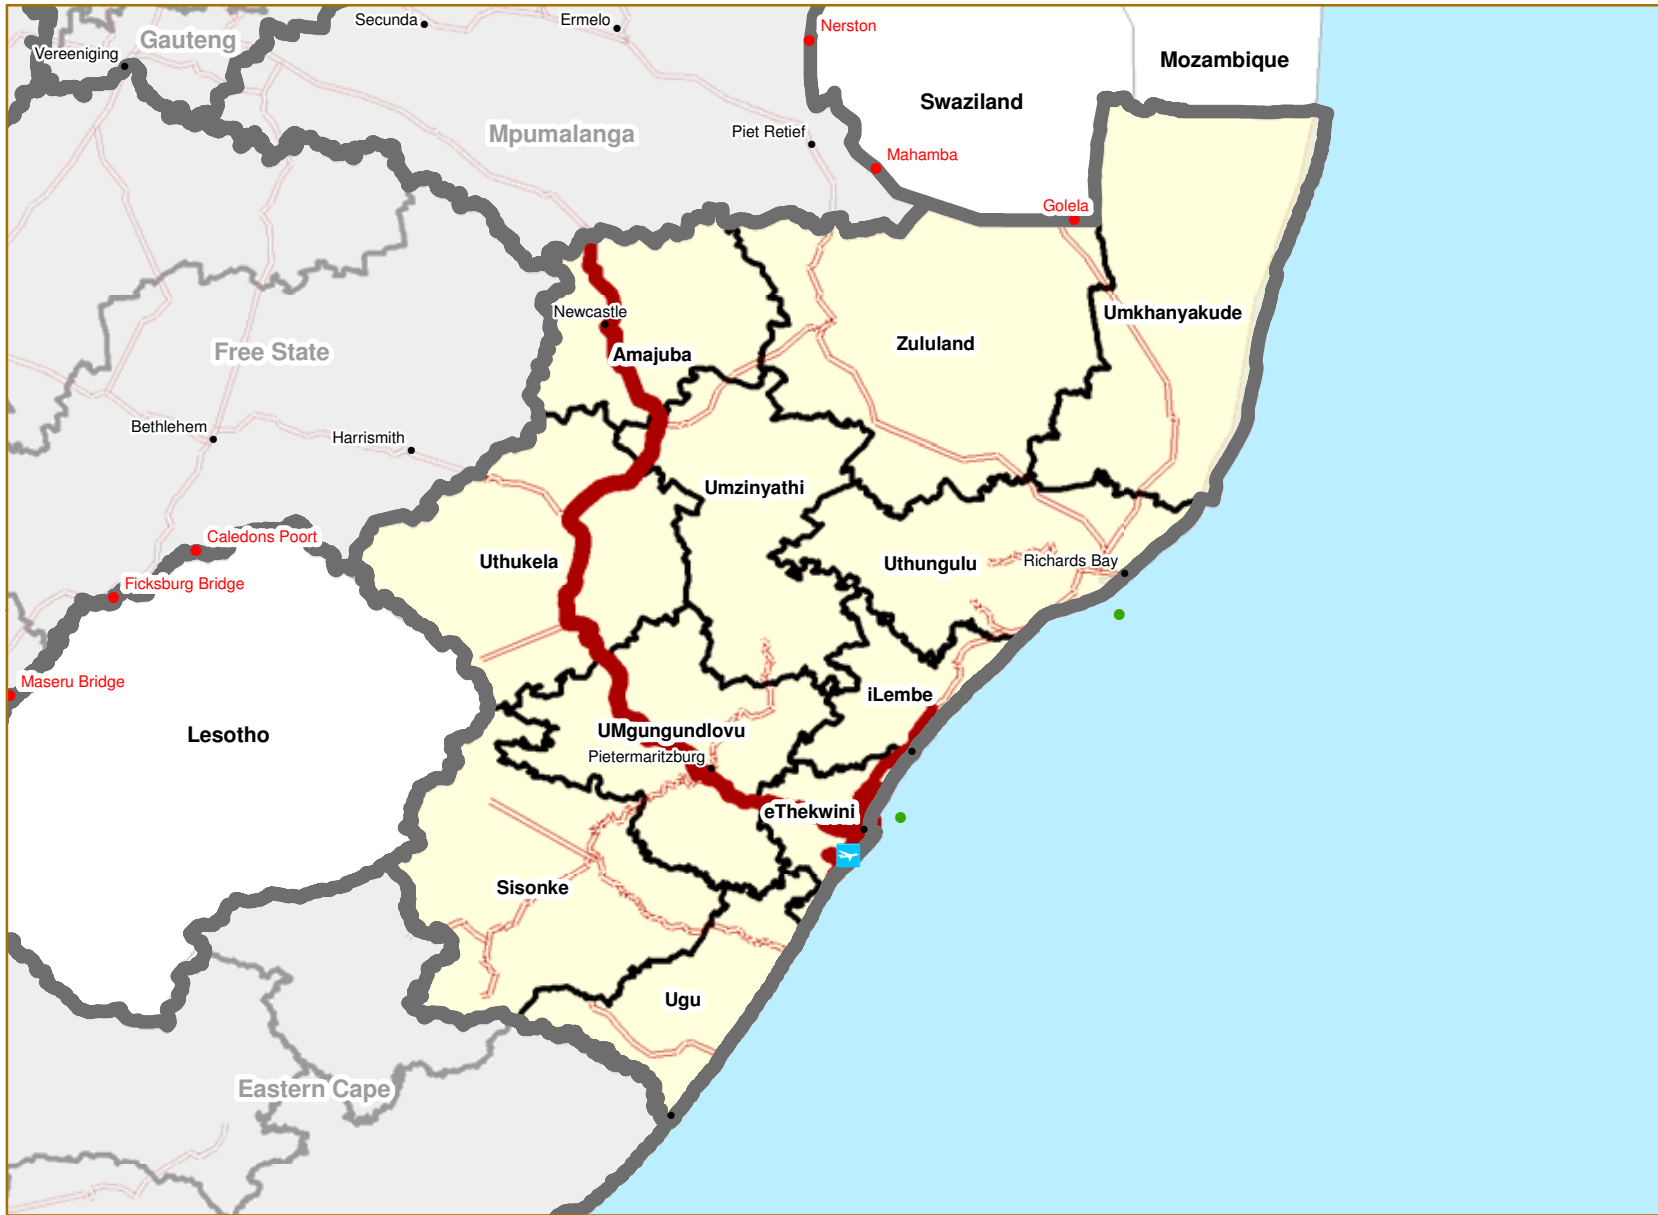 Secunda
Ermelo
Nerston
Gauteng
Vereeniging
Mozambique
Swaziland
Mpumalanga
Piet Retief
Mahamba
Golela
Newcastle
Umkhanyakude
Zululand
Free State
Amajuba
Bethlehem
Harrismith
Umzinyathi
Caledons Poort
Uthukela
Uthungulu
Richards Bay
Ficksburg Bridge
Maseru Bridge
iLembe
Lesotho
UMgungundlovu
Pietermaritzburg
eThekwini
Sisonke
Ugu
Eastern Cape